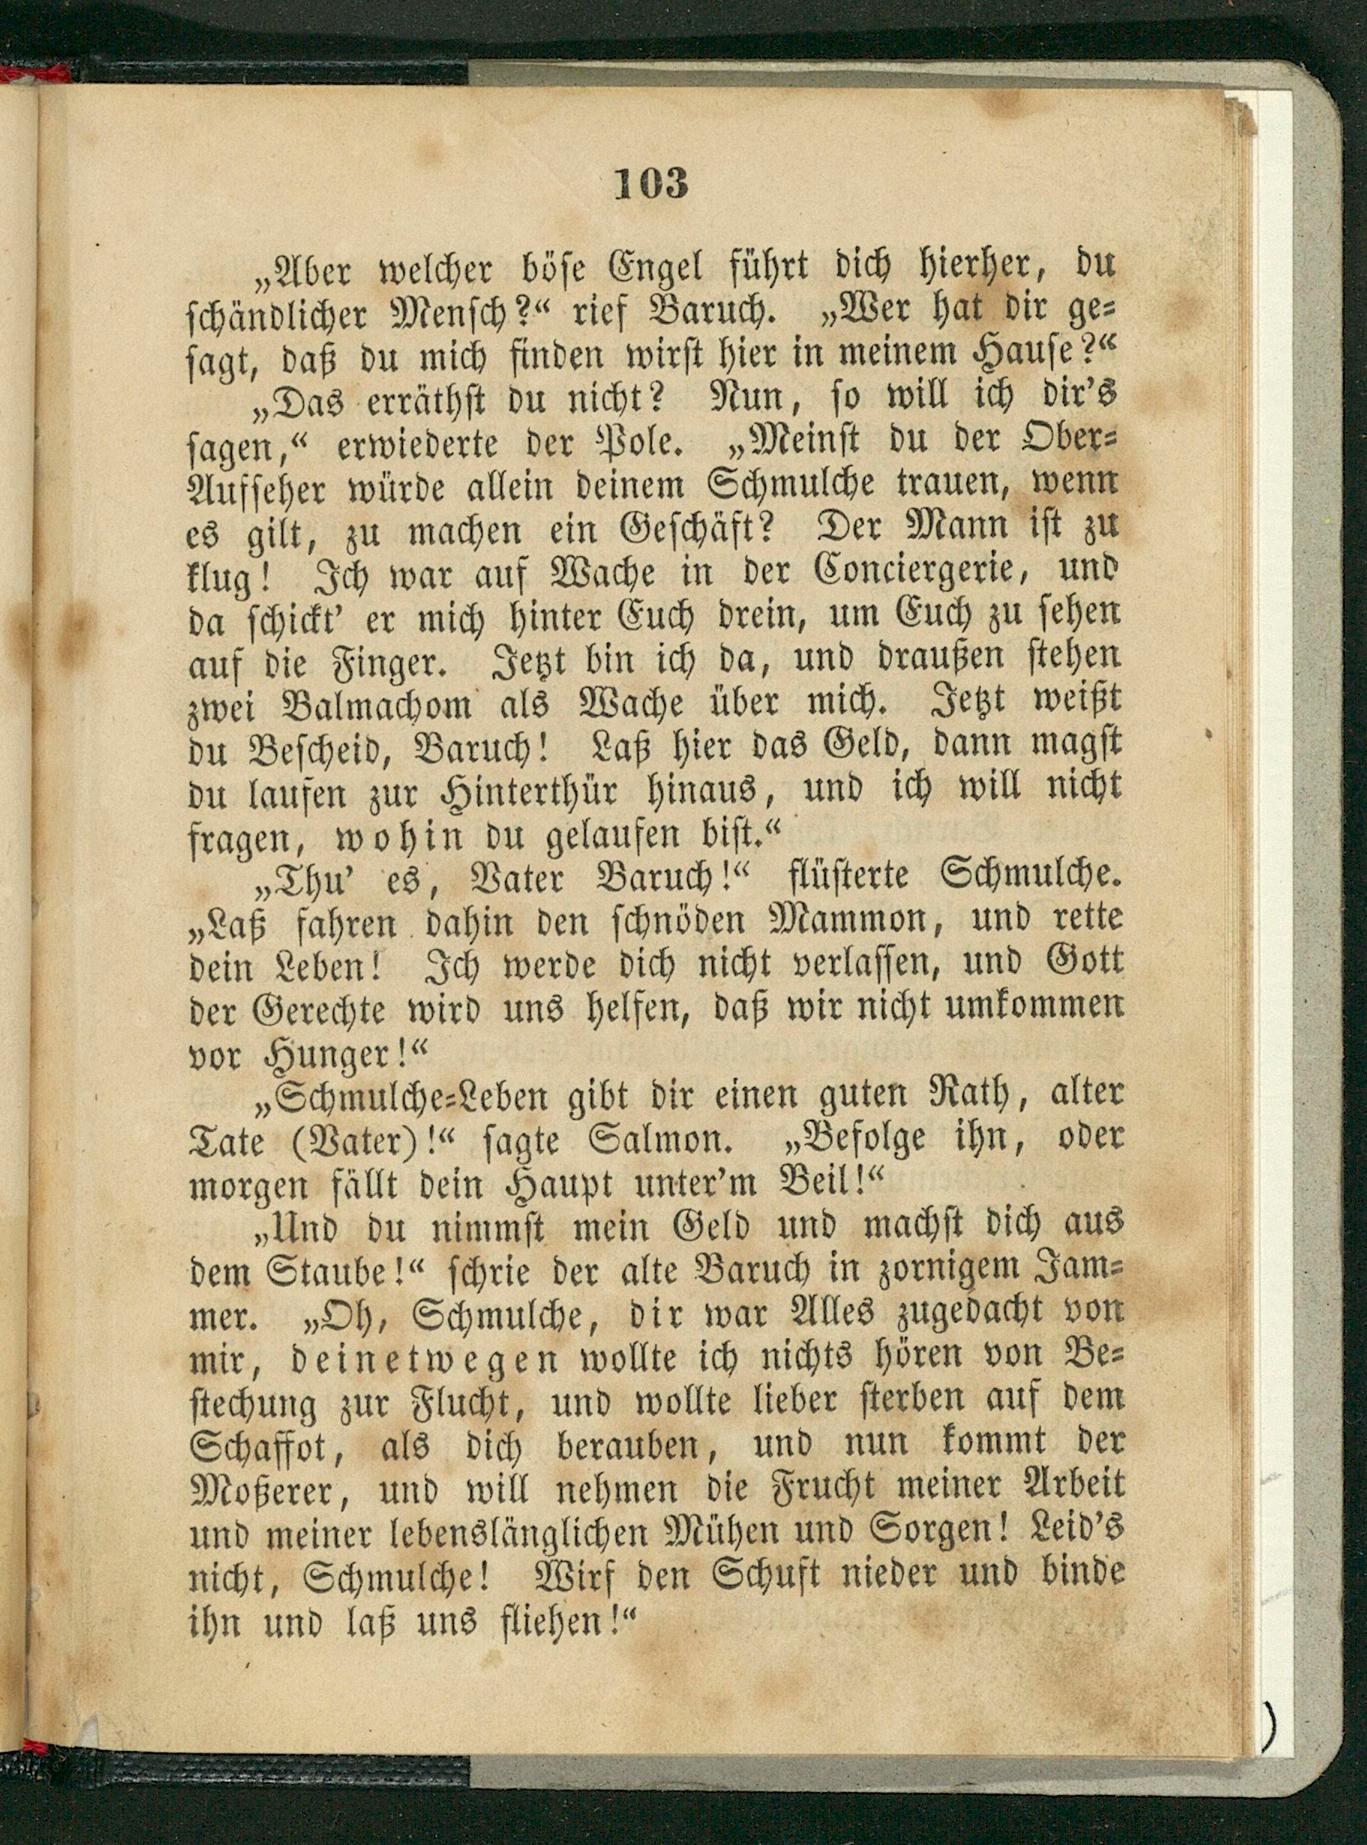 103
„Aber welcher böse Engel führt dich hierher, du
schändlicher Mensch?“ rief Baruch. „Wer hat dir ge-
sagt, daß du mich finden wirst hier in meinem Hause?“
„Das erräthst du nicht? Nun, so will ich dir's
sagen,“ erwiederte der Pole. „Meinst du der Ober-
Aufseher würde allein deinem Schmulche trauen, wenn
es gilt, zu machen ein Geschäft? Der Mann ist zu
klug! Ich war auf Wache in der Conciergerie, und
da schickt' er mich hinter Euch drein, um Euch zu sehen
auf die Finger. Jetzt bin ich da, und draußen stehen
zwei Balmachom als Wache über mich. Jetzt weißt
du Bescheid, Baruch! Laß hier das Geld, dann magst
du laufen zur Hinterthür hinaus, und ich will nicht
fragen, wohin du gelaufen bist.“
„Thu' es, Vater Baruch!“ flüsterte Schmulche.
„Laß fahren dahin den schnöden Mammon, und rette
dein Leben! Ich werde dich nicht verlassen, und Gott
der Gerechte wird uns helfen, daß wir nicht umkommen
vor Hunger!“
„Schmulche-Leben gibt dir einen guten Rath, alter
Tate (Vater)!“ sagte Salmon. „Befolge ihn, oder
morgen fällt dein Haupt unter'm Beil!“
„Und du nimmst mein Geld und machst dich aus
dem Staube!“ schrie der alte Baruch in zornigem Jam-
mer. „Oh, Schmulche, dir war Alles zugedacht von
mir, deinetwegen wollte ich nichts hören von Be-
stechung zur Flucht, und wollte lieber sterben auf dem
Schaffot, als dich berauben, und nun kommt der
Moßerer, und will nehmen die Frucht meiner Arbeit
und meiner lebenslänglichen Mühen und Sorgen! Leid's
nicht, Schmulche! Wirf den Schuft nieder und binde
ihn und laß uns fliehen!“